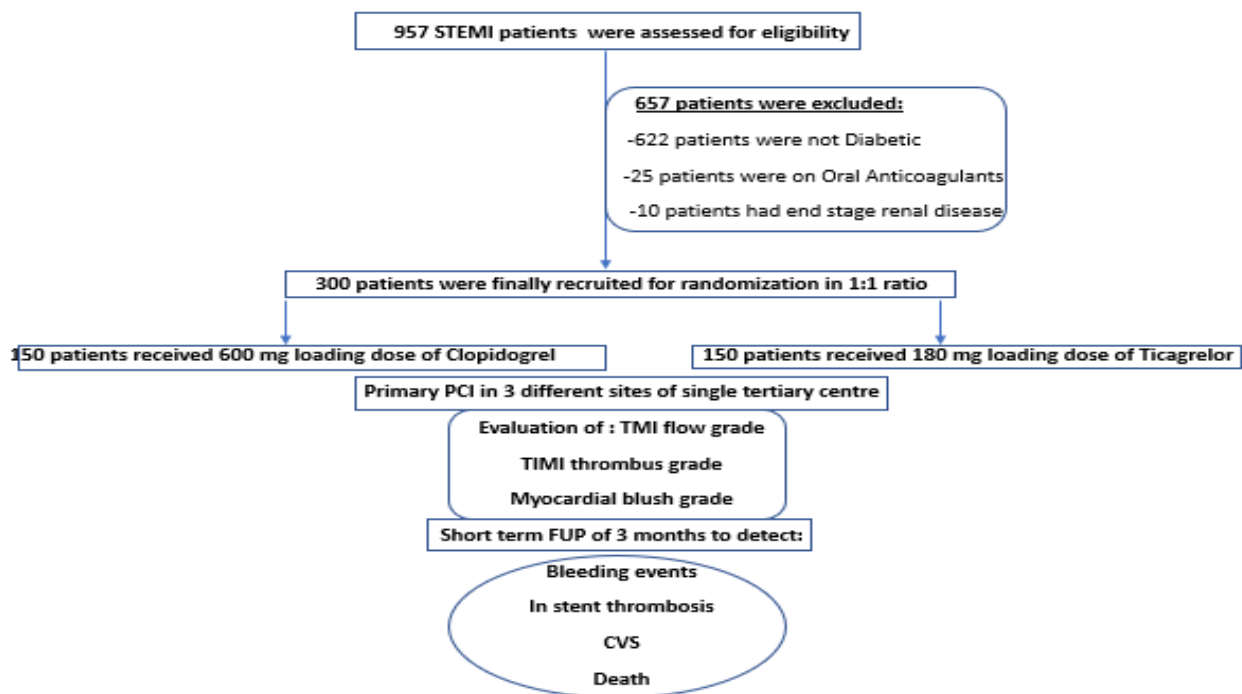 957 STEMI patients were assessed for eligibility
657 patients were excluded:
-622 patients were not Diabetic
-25 patients were on Oral Anticoagulants
-10 patients had end stage renal disease
300 patients were finally recruited for randomization in 1:1 ratio
150 patients received 600 mg loading dose of Clopidogrel
150 patients received 180 mg loading dose of Ticagrelor
Primary PCI in 3 different sites of single tertiary centre
Evaluation of : TMI flow grade
TIMI thrombus grade
Myocardial blush grade
Short term FUP of 3 months to detect:
Bleeding events
In stent thrombosis
CVS
Death